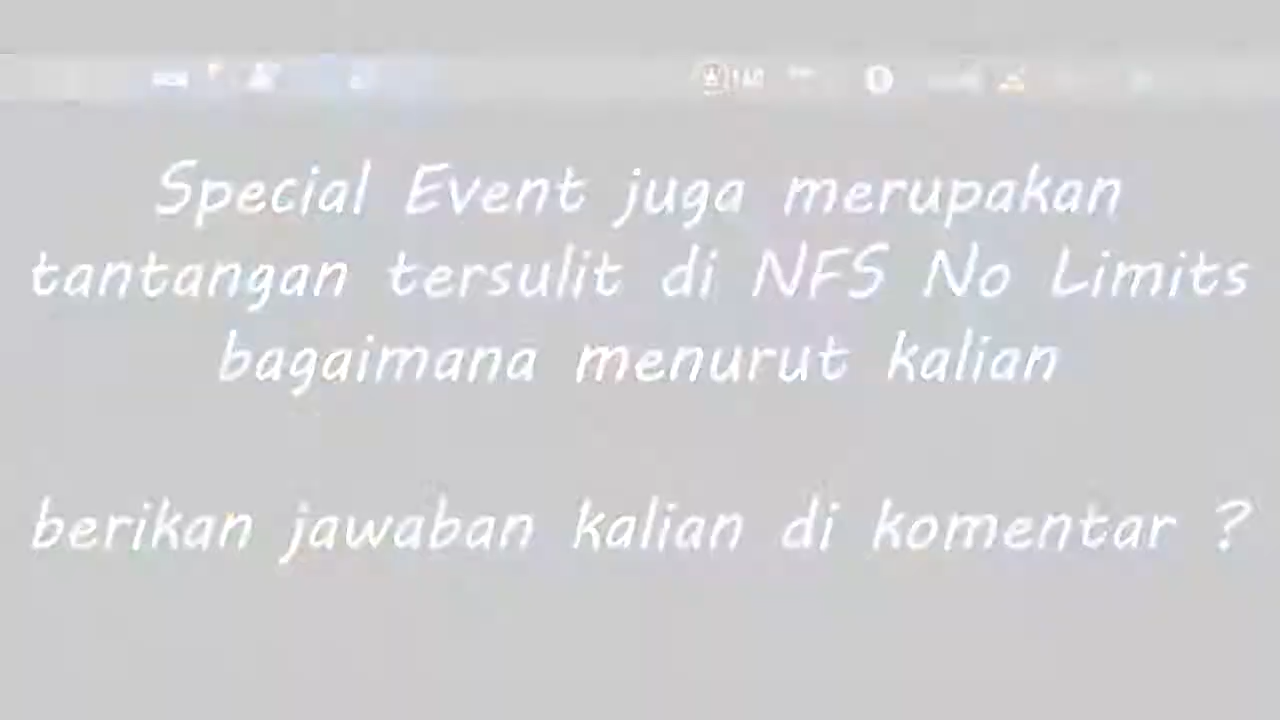 Special Event juga merupakan
tantangan tersulit di NFS No Limits
bagaimana menurut kalian
berikan jawaban kalian di komentar ?